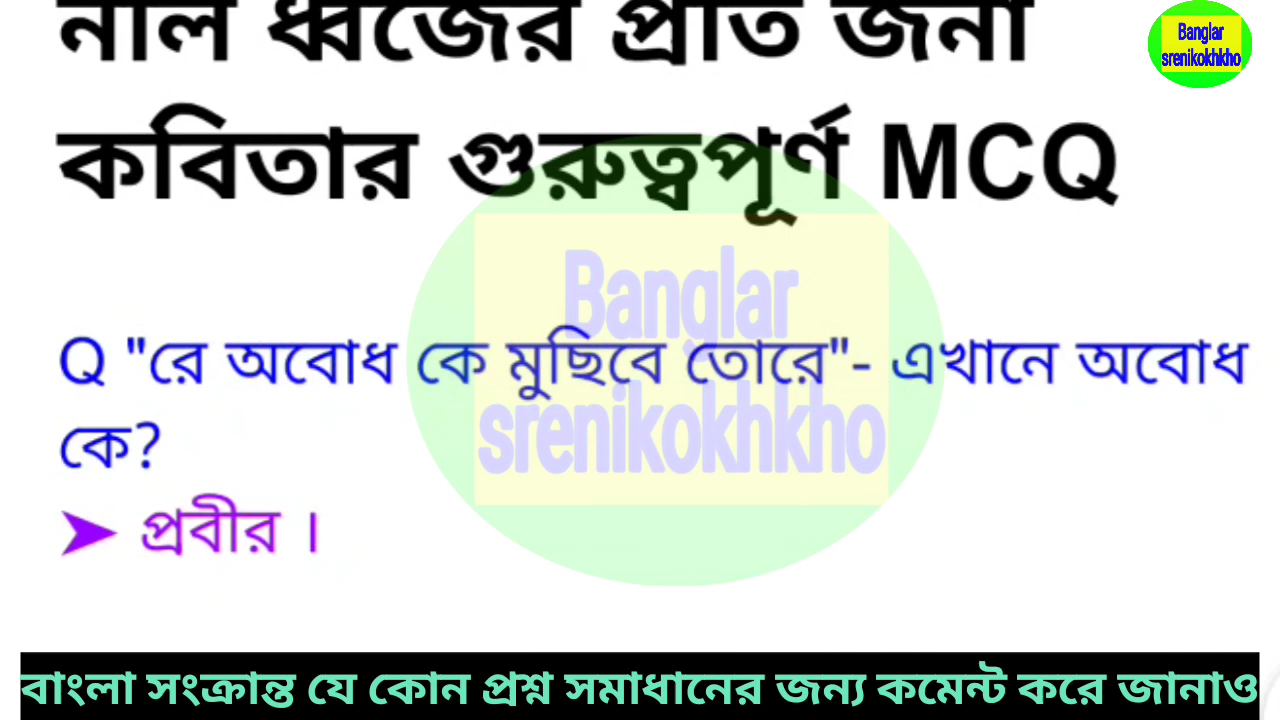 নীল ধ্বজের প্রতি জনা
Banglar
srenikokhkho
কবিতার গুরুত্বপূর্ণ MCQ
Banglar
srenikokhkho
Q "রে অবোধ কে মুছিবে তোরে"- এখানে অবোধ
কে?
➤ প্রবীর ।
বাংলা সংক্রান্ত যে কোন প্রশ্ন সমাধানের জন্য কমেন্ট করে জানাও